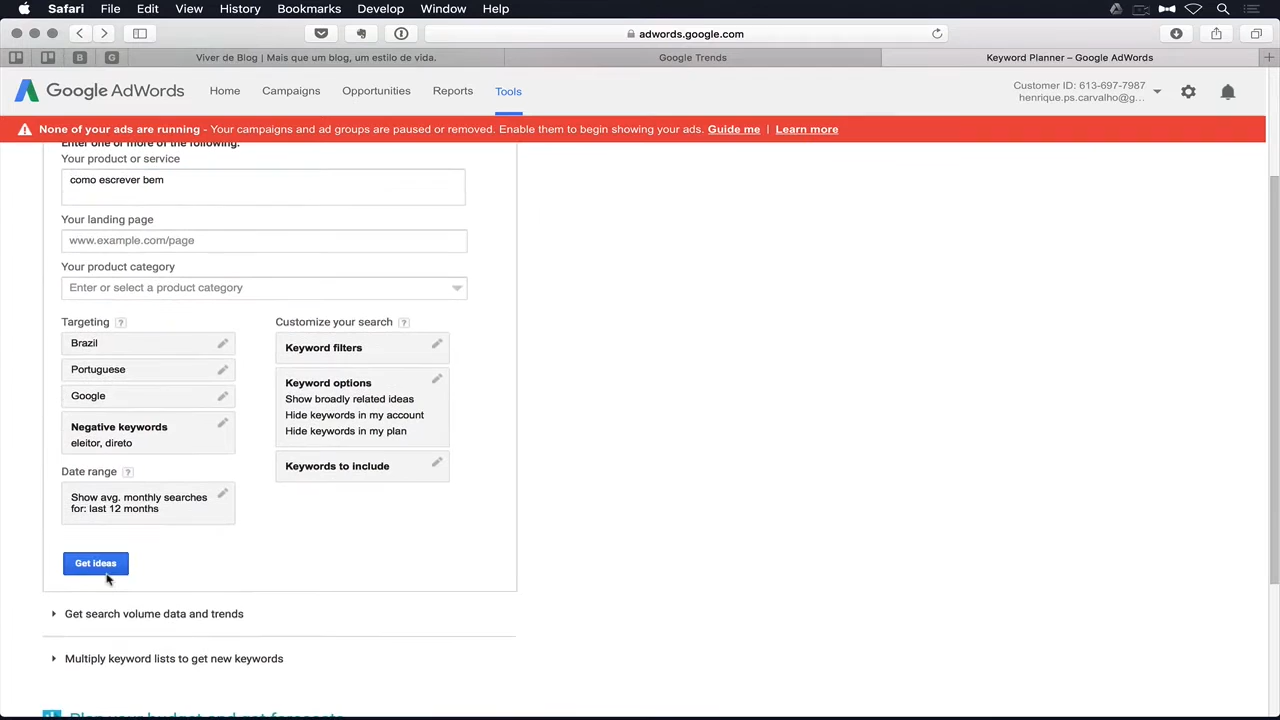 Safari File Edit View History Bookmarks Develop Window Help
adwords.google.com
B G Viver de Blog | Mais que um blog, um estilo de vida. Google Trends Keyword Planner – Google AdWords
Google AdWords Home Campaigns Opportunities Reports Tools
Customer ID: 613-697-7987
henrique.ps.carvalho@g...
None of your ads are running - Your campaigns and ad groups are paused or removed. Enable them to begin showing your ads. Guide me | Learn more
Enter one or more of the following:
Your product or service
como escrever bem
Your landing page
www.example.com/page
Your product category
Enter or select a product category
Targeting ?
Brazil
Portuguese
Google
Negative keywords
eleitor, direto
Date range ?
Show avg. monthly searches
for: last 12 months
Customize your search ?
Keyword filters
Keyword options
Show broadly related ideas
Hide keywords in my account
Hide keywords in my plan
Keywords to include
Get ideas
Get search volume data and trends
Multiply keyword lists to get new keywords
Plan your budget and get forecasts